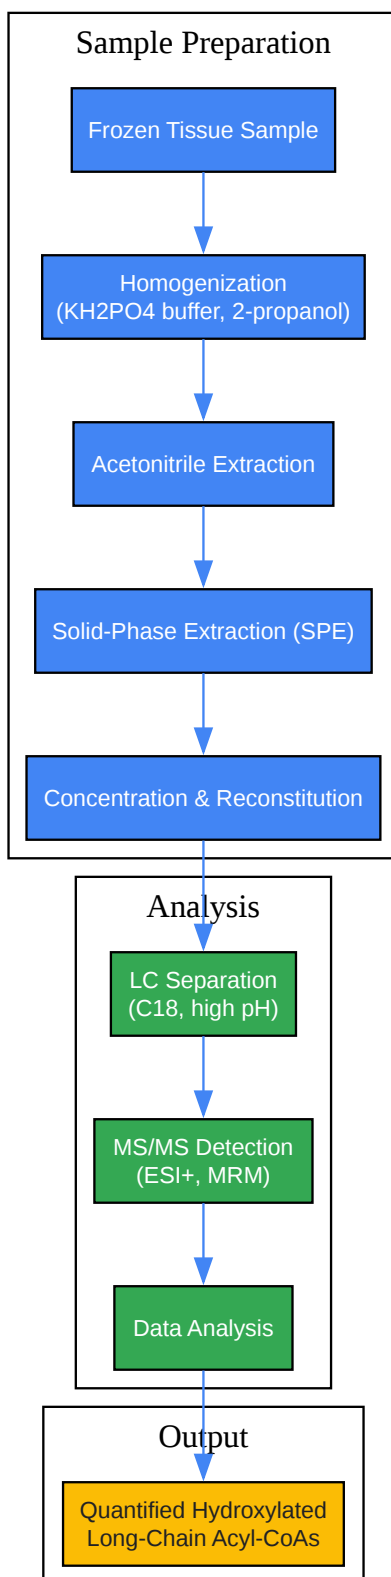 Sample Preparation
Frozen Tissue Sample
Homogenization
(KH2PO4 buffer, 2-propanol)
Acetonitrile Extraction
Solid-Phase Extraction (SPE)
Concentration & Reconstitution
Analysis
LC Separation
(C18, high pH)
MS/MS Detection
(ESI+, MRM)
Data Analysis
Output
Quantified Hydroxylated
Long-Chain Acyl-CoAs